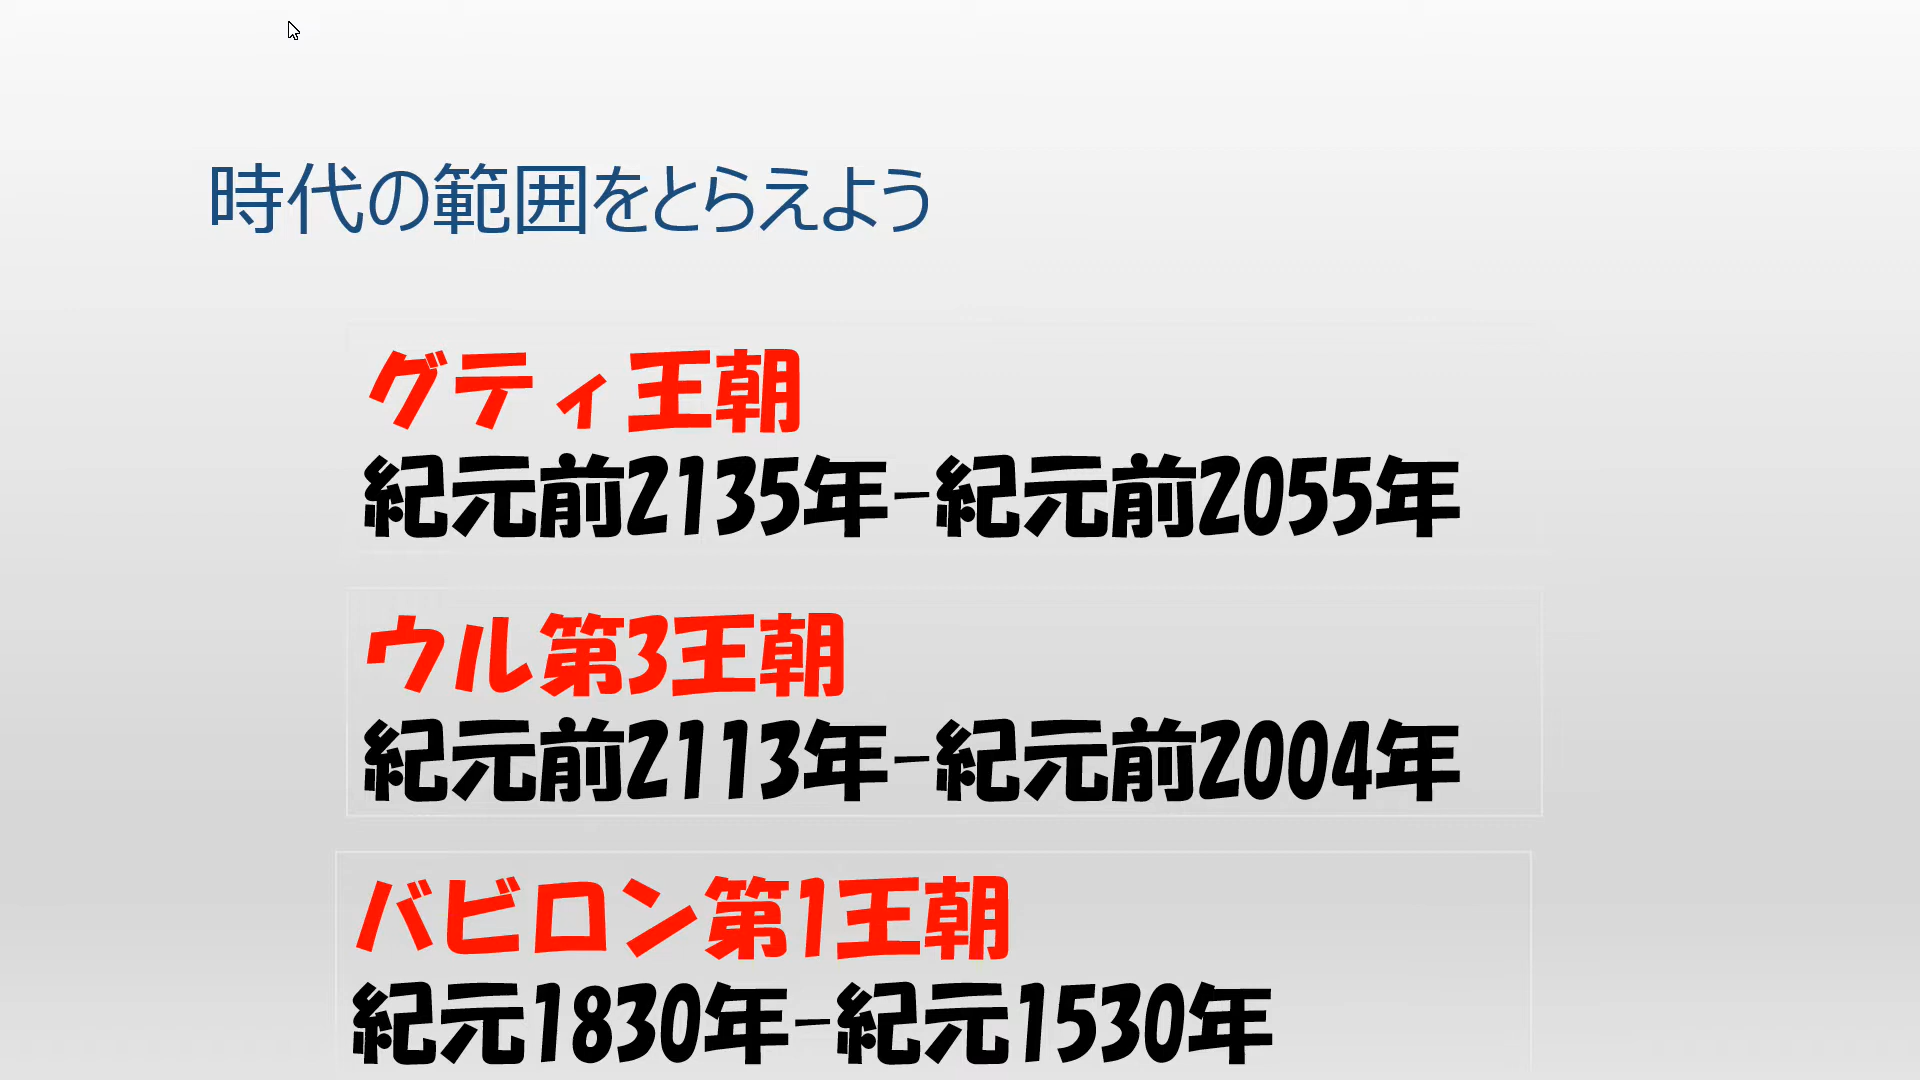 時代の範囲をとらえよう
グティ王朝
紀元前2135年-紀元前2055年
ウル第3王朝
紀元前2113年-紀元前2004年
バビロン第1王朝
紀元1830年-紀元1530年